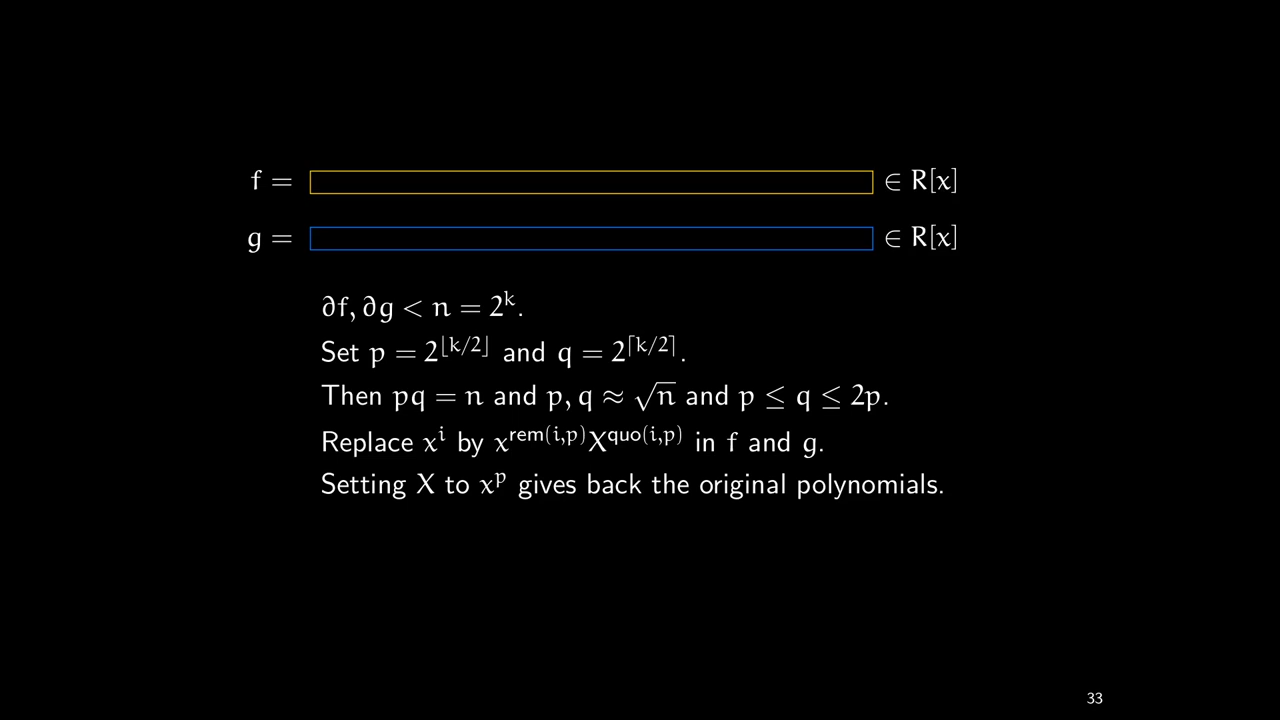 f = ∈ R[x]
g = ∈ R[x]
∂f, ∂g < n = 2^k.
Set p = 2^⌊k/2⌋ and q = 2^⌈k/2⌉.
Then pq = n and p, q ≈ √n and p ≤ q ≤ 2p.
Replace x^i by x^rem(i,p) X^quo(i,p) in f and g.
Setting X to x^p gives back the original polynomials.
33